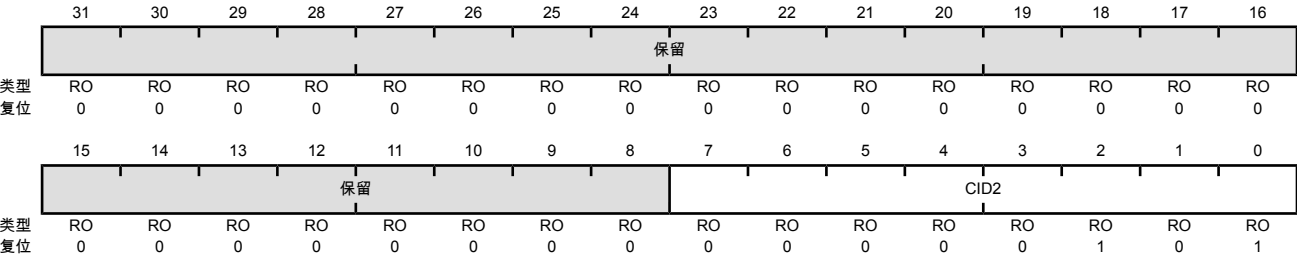 31 30 29 28 27 26 25 24 23 22 21 20 19 18 17 16
保留
类型 RO RO RO RO RO RO RO RO RO RO RO RO RO RO RO RO
复位 0 0 0 0 0 0 0 0 0 0 0 0 0 0 0 0
15 14 13 12 11 10 9 8 7 6 5 4 3 2 1 0
保留 CID2
类型 RO RO RO RO RO RO RO RO RO RO RO RO RO RO RO RO
复位 0 0 0 0 0 0 0 0 0 0 0 0 0 1 0 1